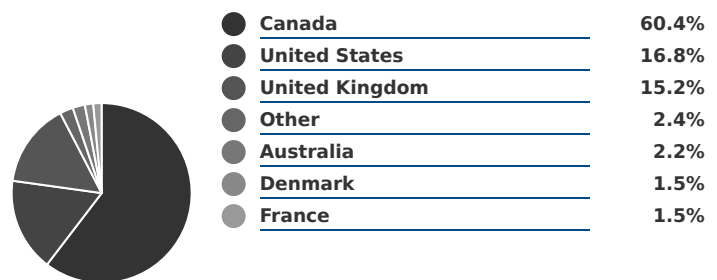 Canada 60.4%
United States 16.8%
United Kingdom 15.2%
Other 2.4%
Australia 2.2%
Denmark 1.5%
France 1.5%